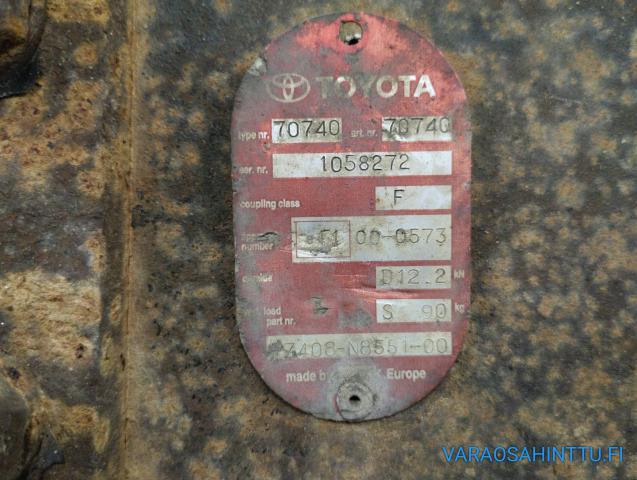 TOYOTA
type nr. 70740 art. nr. 70740
ser. nr. 1058272
coupling class F
number 00-0573
D12.2 kN
load S 90 kg
part nr.
made by Europe
VARAOSAHINTTU.FI